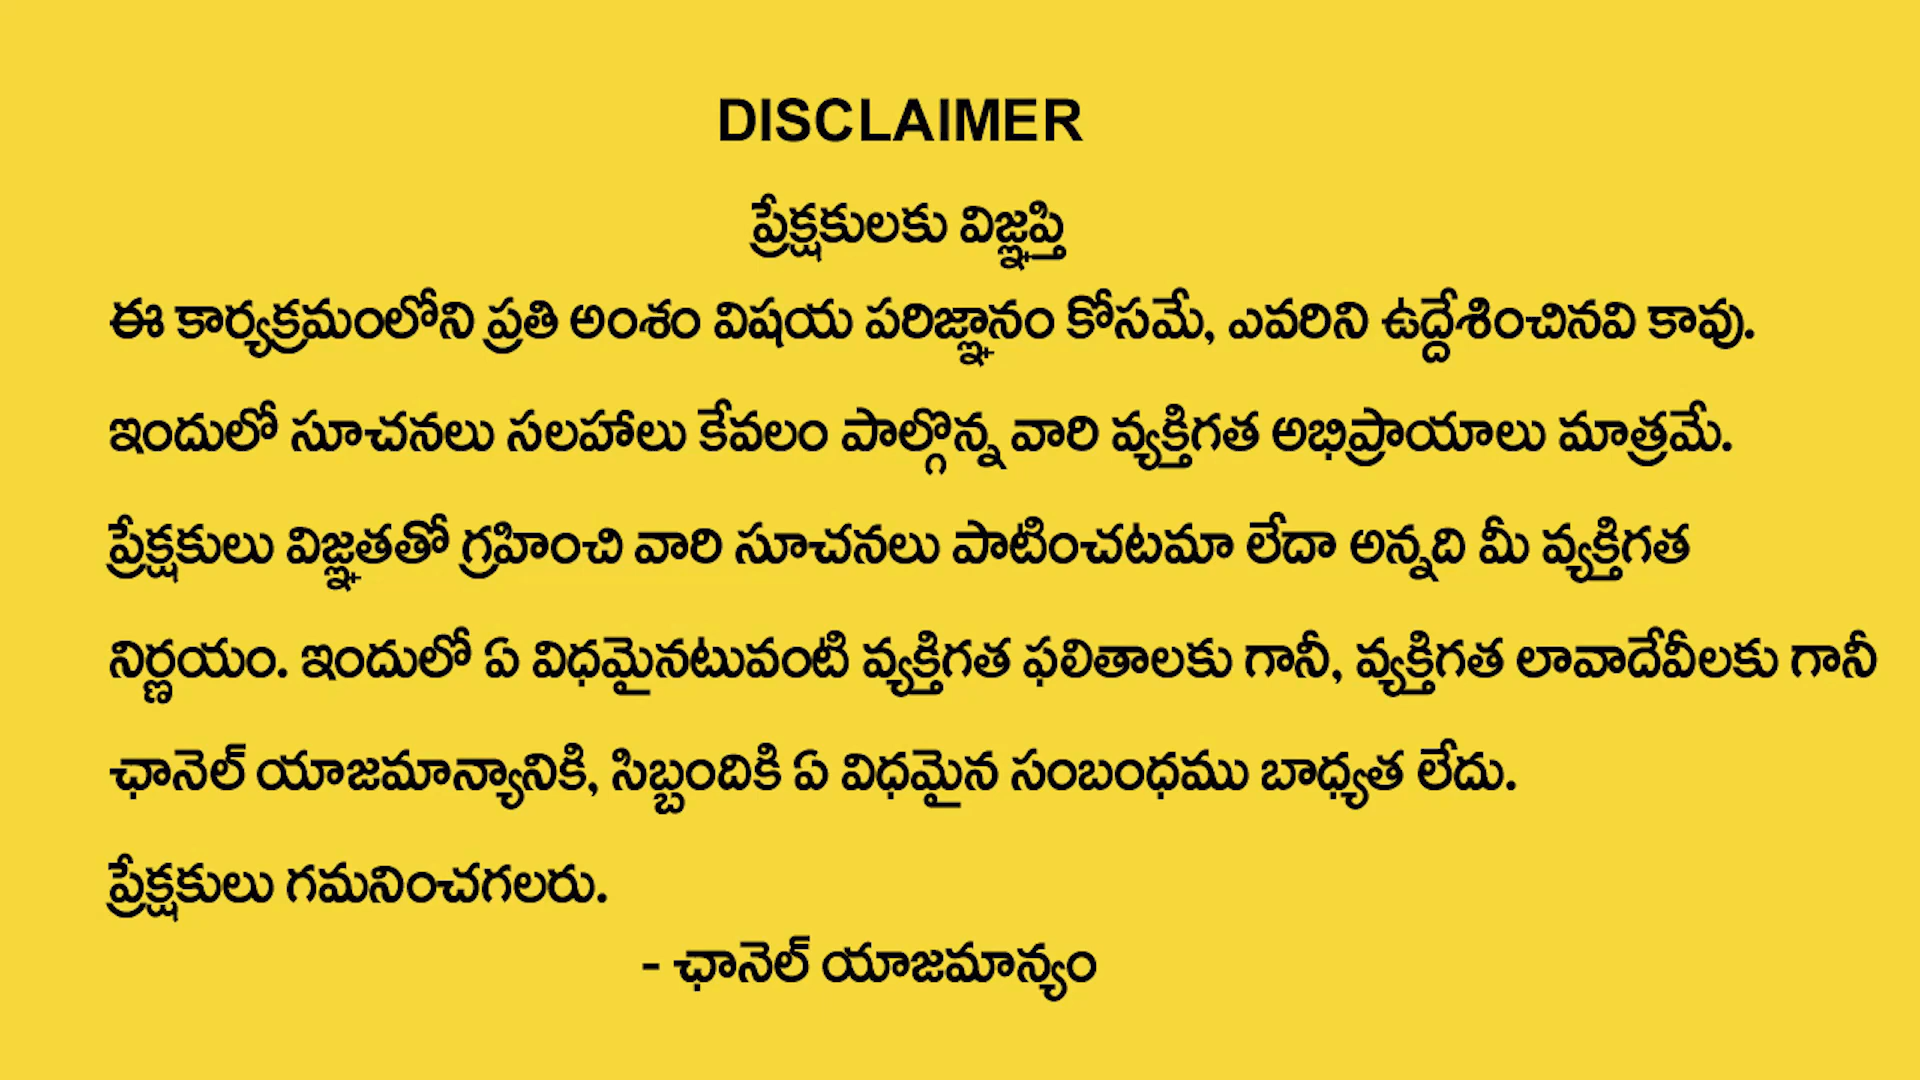 DISCLAIMER
ప్రేక్షకులకు విజ్ఞప్తి
ఈ కార్యక్రమంలోని ప్రతి అంశం విషయ పరిజ్ఞానం కోసమే, ఎవరిని ఉద్దేశించినవి కావు.
ఇందులో సూచనలు సలహాలు కేవలం పాల్గొన్న వారి వ్యక్తిగత అభిప్రాయాలు మాత్రమే.
ప్రేక్షకులు విజ్ఞతతో గ్రహించి వారి సూచనలు పాటించటమా లేదా అన్నది మీ వ్యక్తిగత
నిర్ణయం. ఇందులో ఏ విధమైనటువంటి వ్యక్తిగత ఫలితాలకు గానీ, వ్యక్తిగత లావాదేవీలకు గానీ
ఛానెల్ యాజమాన్యానికి, సిబ్బందికి ఏ విధమైన సంబంధము బాధ్యత లేదు.
ప్రేక్షకులు గమనించగలరు.
- ఛానెల్ యాజమాన్యం